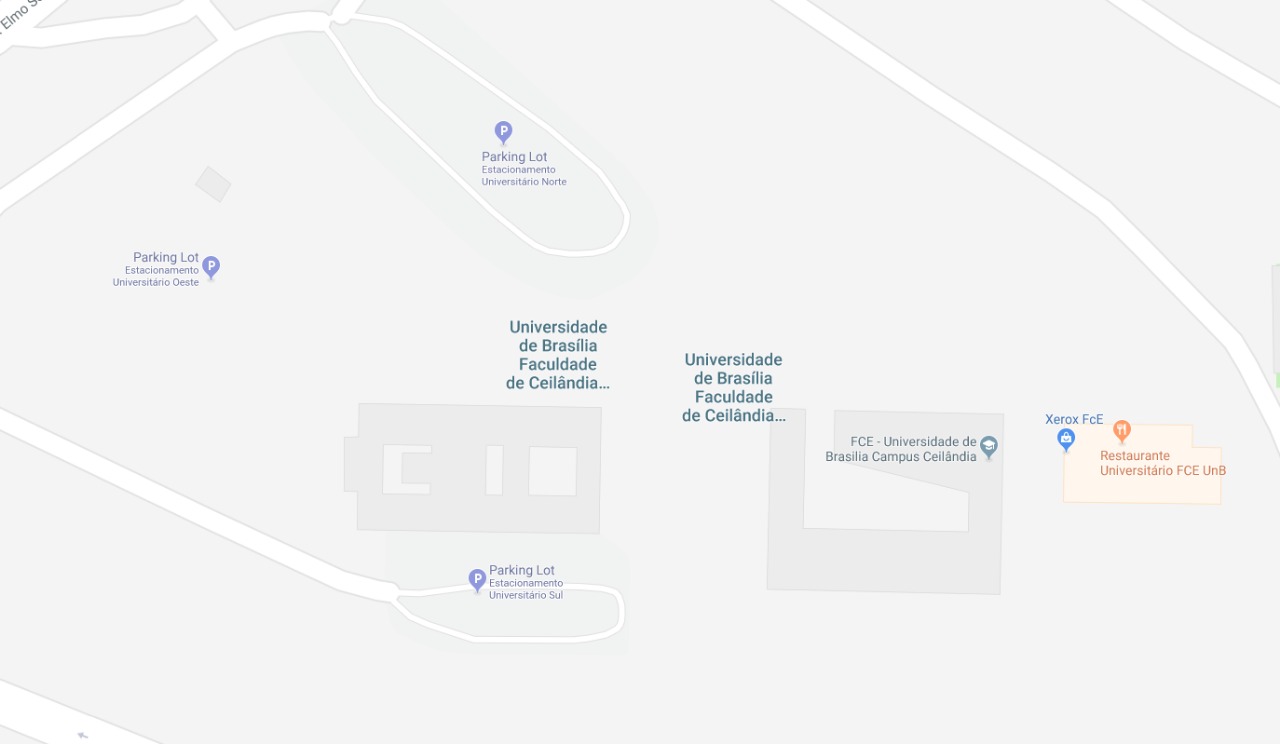 Elmo S
Parking Lot
Estacionamento
Universitário Norte
Parking Lot
Estacionamento
Universitário Oeste
Universidade
de Brasília
Faculdade
de Ceilândia...
Universidade
de Brasília
Faculdade
de Ceilândia...
FCE - Universidade de
Brasilia Campus Ceilândia
Xerox FcE
Restaurante
Universitário FCE UnB
Parking Lot
Estacionamento
Universitário Sul